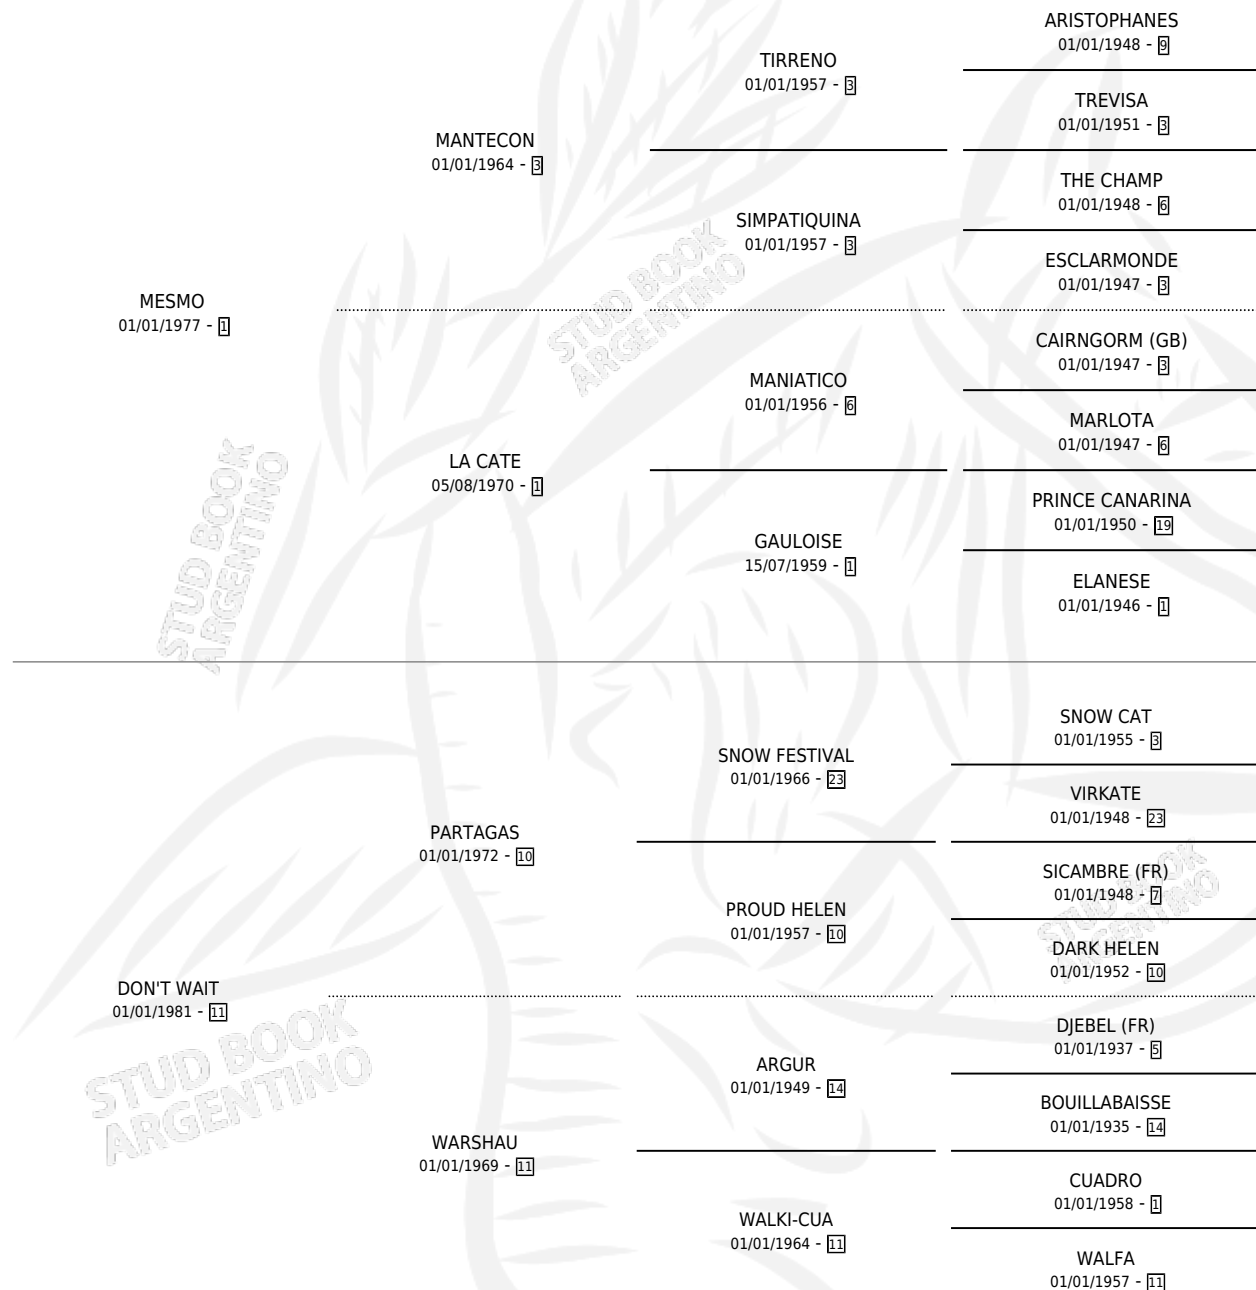 ARISTOPHANES
01/01/1948 - 9
TIRRENO
01/01/1957 - 3
TREVISA
01/01/1951 - 3
MANTECON
01/01/1964 - 3
THE CHAMP
01/01/1948 - 6
SIMPATIQUINA
01/01/1957 - 3
ESCLARMONDE
01/01/1947 - 3
MESMO
01/01/1977 - 1
CAIRNGORM (GB)
01/01/1947 - 3
MANIATICO
01/01/1956 - 6
MARLOTA
01/01/1947 - 6
LA CATE
05/08/1970 - 1
PRINCE CANARINA
01/01/1950 - 19
GAULOISE
15/07/1959 - 1
ELANESE
01/01/1946 - 1
SNOW CAT
01/01/1955 - 3
SNOW FESTIVAL
01/01/1966 - 23
VIRKATE
01/01/1948 - 23
PARTAGAS
01/01/1972 - 10
SICAMBRE (FR)
01/01/1948 - 7
PROUD HELEN
01/01/1957 - 10
DARK HELEN
01/01/1952 - 10
DON'T WAIT
01/01/1981 - 11
DJEBEL (FR)
01/01/1937 - 5
ARGUR
01/01/1949 - 14
BOUILLABAISSE
01/01/1935 - 14
WARSHAU
01/01/1969 - 11
CUADRO
01/01/1958 - 1
WALKI-CUA
01/01/1964 - 11
WALFA
01/01/1957 - 11
STUD BOOK
ARGENTINO
STUD BOOK
ARGENTINO
STUD BOOK
ARGENTINO
STUD BOOK
ARGENTINO